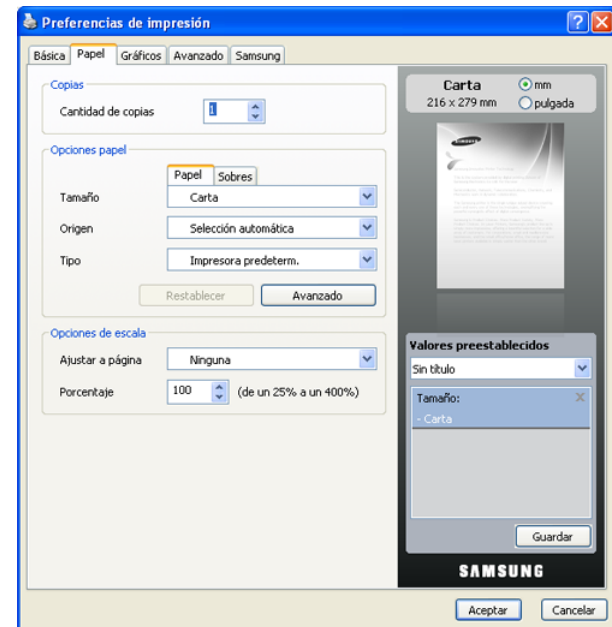 Preferencias de impresión
Básica Papel Gráficos Avanzado Samsung
Copias
Cantidad de copias 1
Opciones papel
Papel Sobres
Tamaño Carta
Origen Selección automática
Tipo Impresora predeterm.
Restablecer Avanzado
Opciones de escala
Ajustar a página Ninguna
Porcentaje 100 (de un 25% a un 400%)
Carta mm
216 x 279 mm pulgada
SAMSUNG
Valores preestablecidos
Sin título
Tamaño: X
- Carta
Guardar
SAMSUNG
Aceptar Cancelar